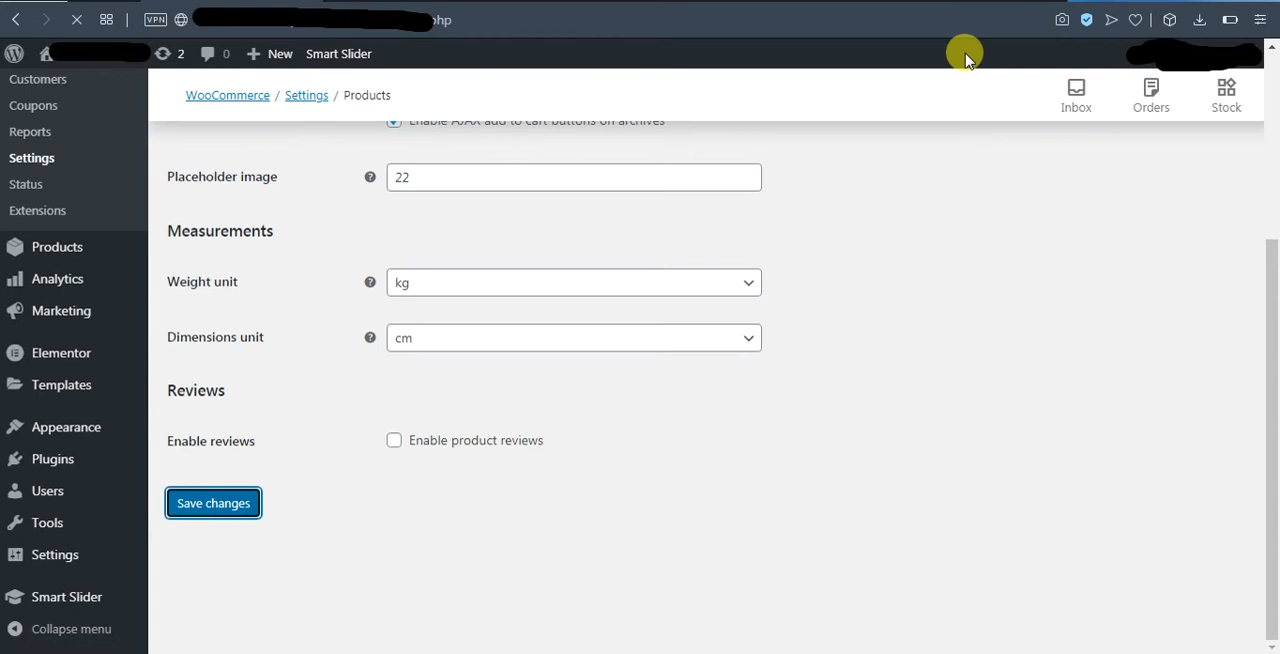 VPN
php
2
0
New
Smart Slider
Customers
Coupons
Reports
Settings
Status
Extensions
Products
Analytics
Marketing
Elementor
Templates
Appearance
Plugins
Users
Tools
Settings
Smart Slider
Collapse menu
WooCommerce / Settings / Products
Inbox
Orders
Stock
Enable AJAX add to cart buttons on archives
Placeholder image
22
Measurements
Weight unit
kg
Dimensions unit
cm
Reviews
Enable reviews
Enable product reviews
Save changes